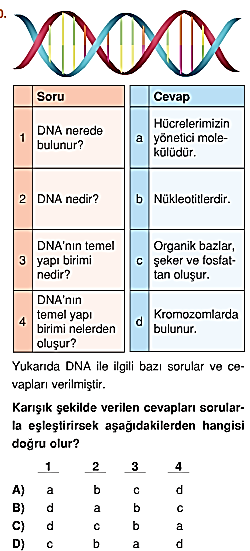 0.
Soru
Cevap
1
DNA nerede
bulunur?
a
Hücrelerimizin
yönetici mole-
külüdür.
2
DNA nedir?
b
Nükleotitlerdir.
3
DNA'nın temel
yapı birimi
nedir?
c
Organik bazlar,
şeker ve fosfat-
tan oluşur.
4
DNA'nın
temel yapı
birimi nelerden
oluşur?
d
Kromozomlarda
bulunur.
Yukarıda DNA ile ilgili bazı sorular ve ce-
vapları verilmiştir.
Karışık şekilde verilen cevapları sorular-
la eşleştirirsek aşağıdakilerden hangisi
doğru olur?
1 2 3 4
A) a b c d
B) d a b c
C) d c b a
D) c b a d